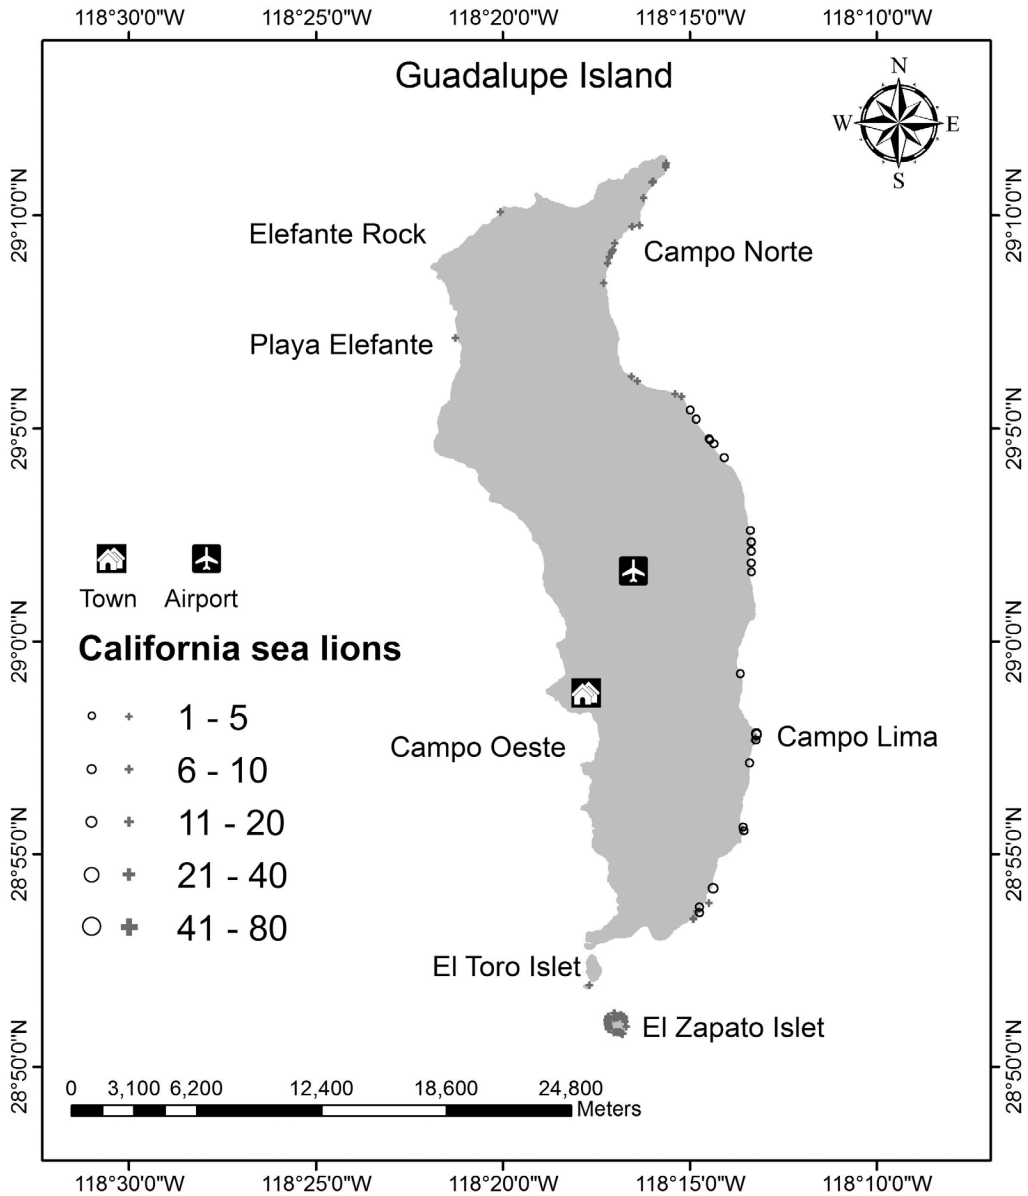 118°30'0"W 118°25'0"W 118°20'0"W 118°15'0"W 118°10'0"W
Guadalupe Island
N
W E
S
29°10'0"N 29°10'0"N
Elefante Rock
Campo Norte
Playa Elefante
29°5'0"N 29°5'0"N
Town Airport
29°0'0"N 29°0'0"N
California sea lions
1 - 5
Campo Oeste Campo Lima
6 - 10
11 - 20
28°55'0"N 28°55'0"N
21 - 40
41 - 80
El Toro Islet
El Zapato Islet
28°50'0"N 28°50'0"N
0 3,100 6,200 12,400 18,600 24,800
Meters
118°30'0"W 118°25'0"W 118°20'0"W 118°15'0"W 118°10'0"W